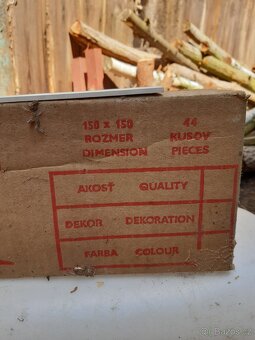 150 x 150 44
ROZMER KUSOV
DIMENSION PIECES
AKOSŤ QUALITY
DEKOR DEKORATION
FARBA COLOUR